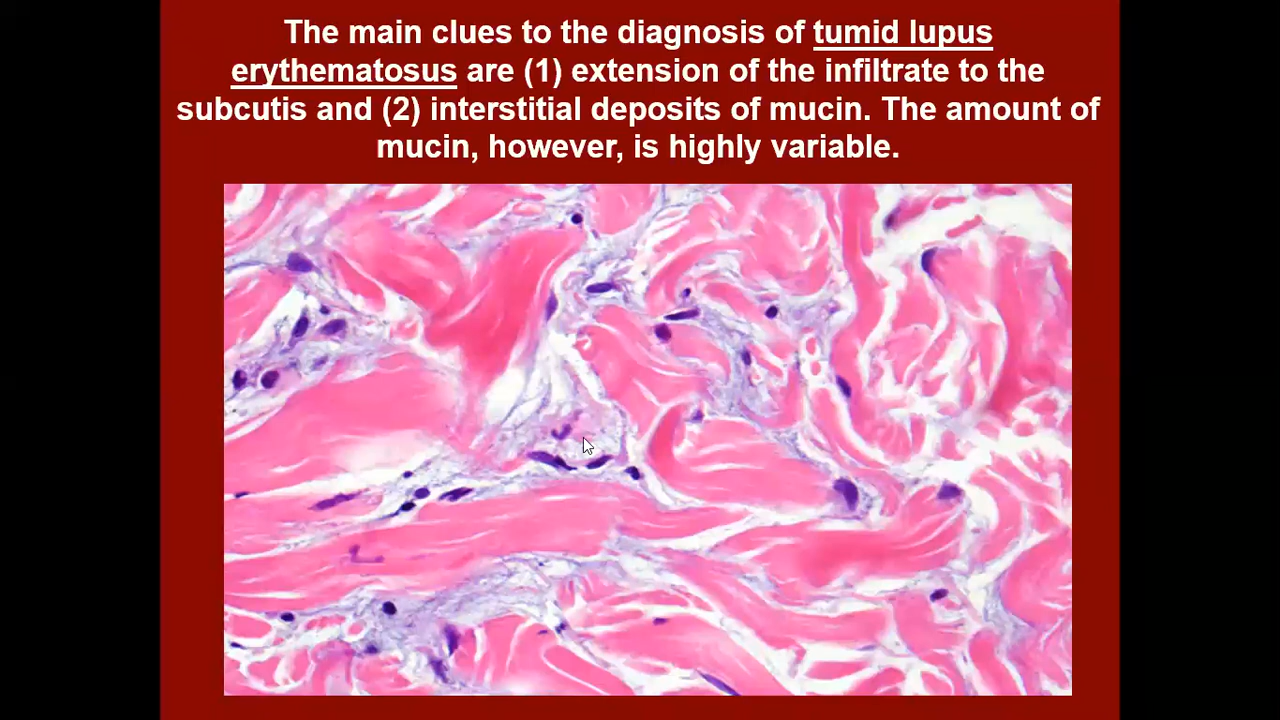 The main clues to the diagnosis of tumid lupus
erythematosus are (1) extension of the infiltrate to the
subcutis and (2) interstitial deposits of mucin. The amount of
mucin, however, is highly variable.